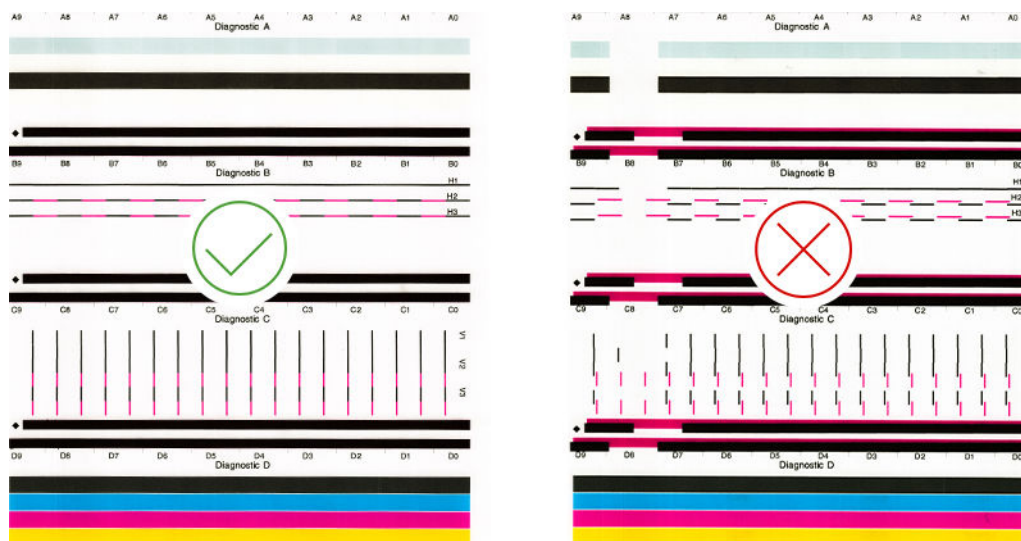 A9 A8 A7 A6 A5 A4 A3 A2 A1 A0
Diagnostic A
B9 B8 B7 B6 B5 B4 B3 B2 B1 B0
Diagnostic B
H1
H2
H3
C9 C8 C7 C6 C5 C4 C3 C2 C1 C0
Diagnostic C
V1
V2
V3
D9 D8 D7 D6 D5 D4 D3 D2 D1 D0
Diagnostic D
A9 A8 A7 A6 A5 A4 A3 A2 A1 A0
Diagnostic A
B9 B8 B7 B6 B5 B4 B3 B2 B1 B0
Diagnostic B
H1
H2
H3
C9 C8 C7 C6 C5 C4 C3 C2 C1 C0
Diagnostic C
D9 D8 D7 D6 D5 D4 D3 D2 D1 D0
Diagnostic D